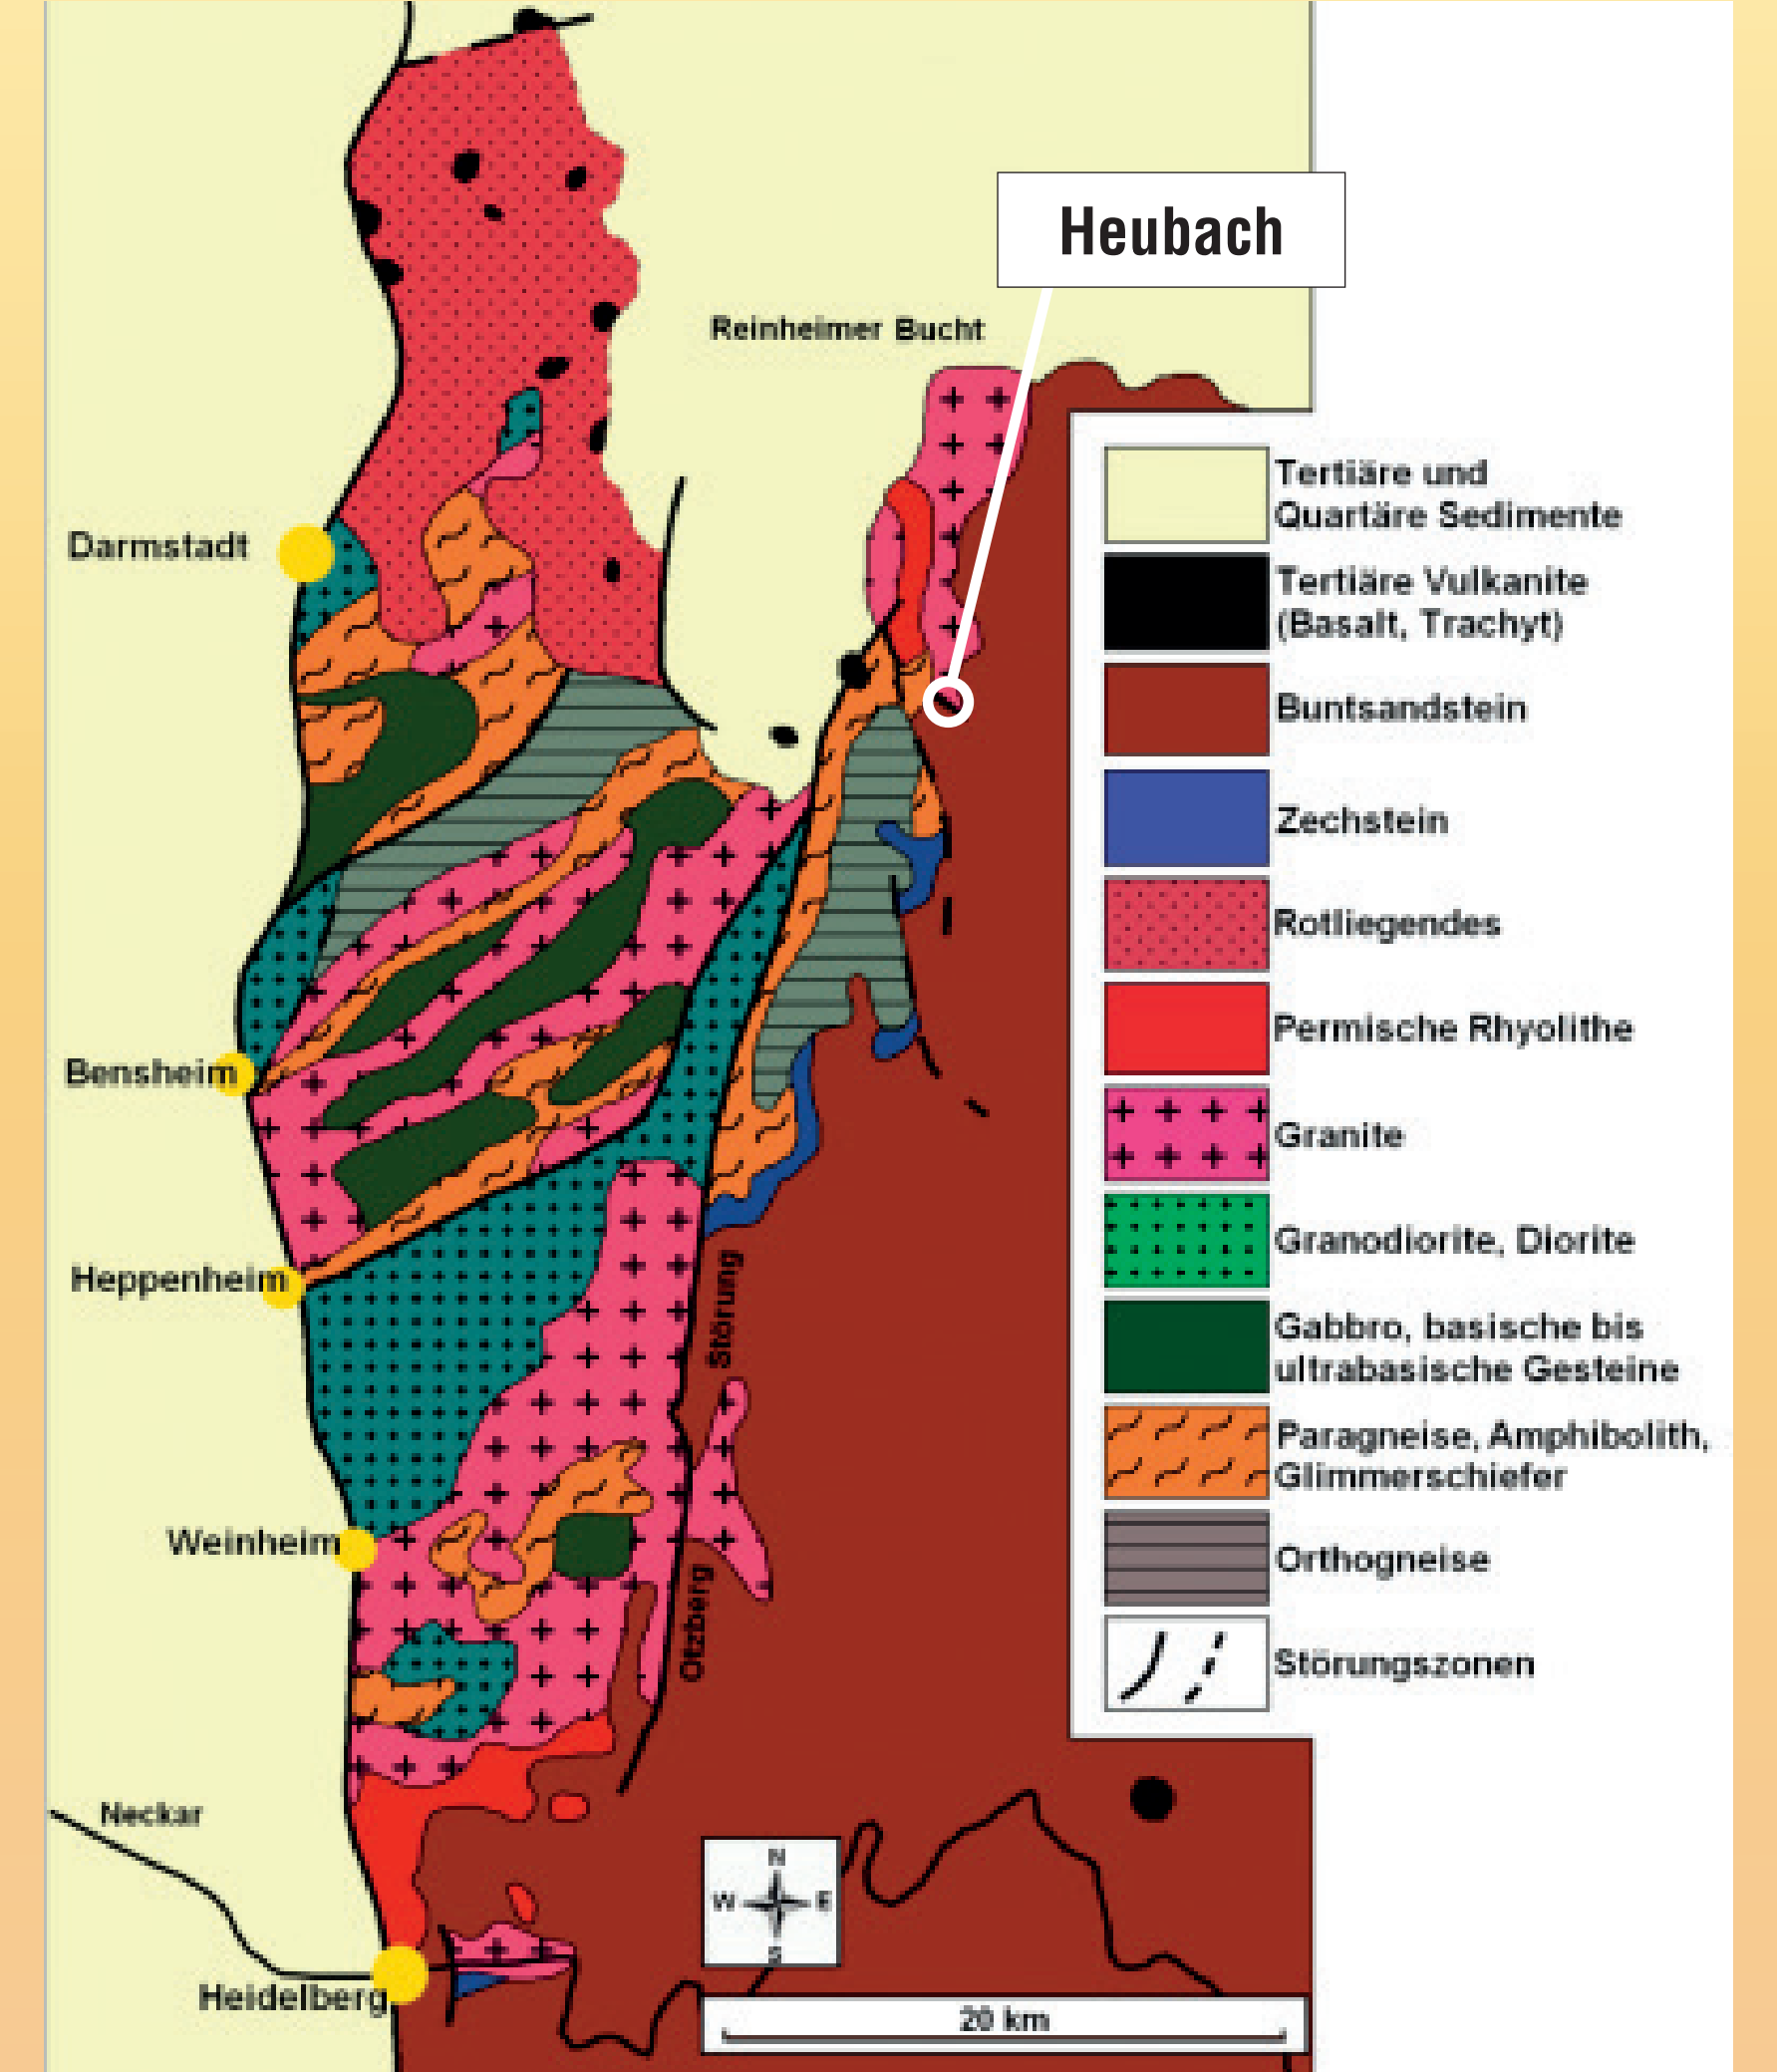 Heubach
Reinheimer Bucht
Darmstadt
Bensheim
Heppenheim
Weinheim
Neckar
Heidelberg
Störung
Otzberg
N
W E
S
20 km
Tertiäre und
Quartäre Sedimente
Tertiäre Vulkanite
(Basalt, Trachyt)
Buntsandstein
Zechstein
Rotliegendes
Permische Rhyolithe
Granite
Granodiorite, Diorite
Gabbro, basische bis
ultrabasische Gesteine
Paragneise, Amphibolith,
Glimmerschiefer
Orthogneise
Störungszonen